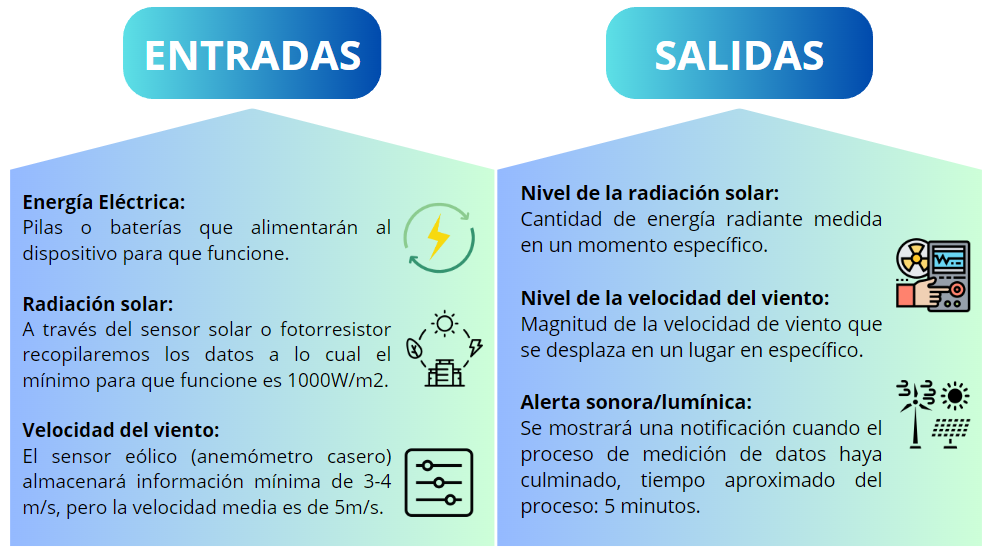 ENTRADAS
Energía Eléctrica:
Pilas o baterías que alimentarán al
dispositivo para que funcione.
Radiación solar:
A través del sensor solar o fotorresistor
recopilaremos los datos a lo cual el
mínimo para que funcione es 1000W/m2.
Velocidad del viento:
El sensor eólico (anemómetro casero)
almacenará información mínima de 3-4
m/s, pero la velocidad media es de 5m/s.
SALIDAS
Nivel de la radiación solar:
Cantidad de energía radiante medida
en un momento específico.
Nivel de la velocidad del viento:
Magnitud de la velocidad de viento que
se desplaza en un lugar en específico.
Alerta sonora/lumínica:
Se mostrará una notificación cuando el
proceso de medición de datos haya
culminado, tiempo aproximado del
proceso: 5 minutos.